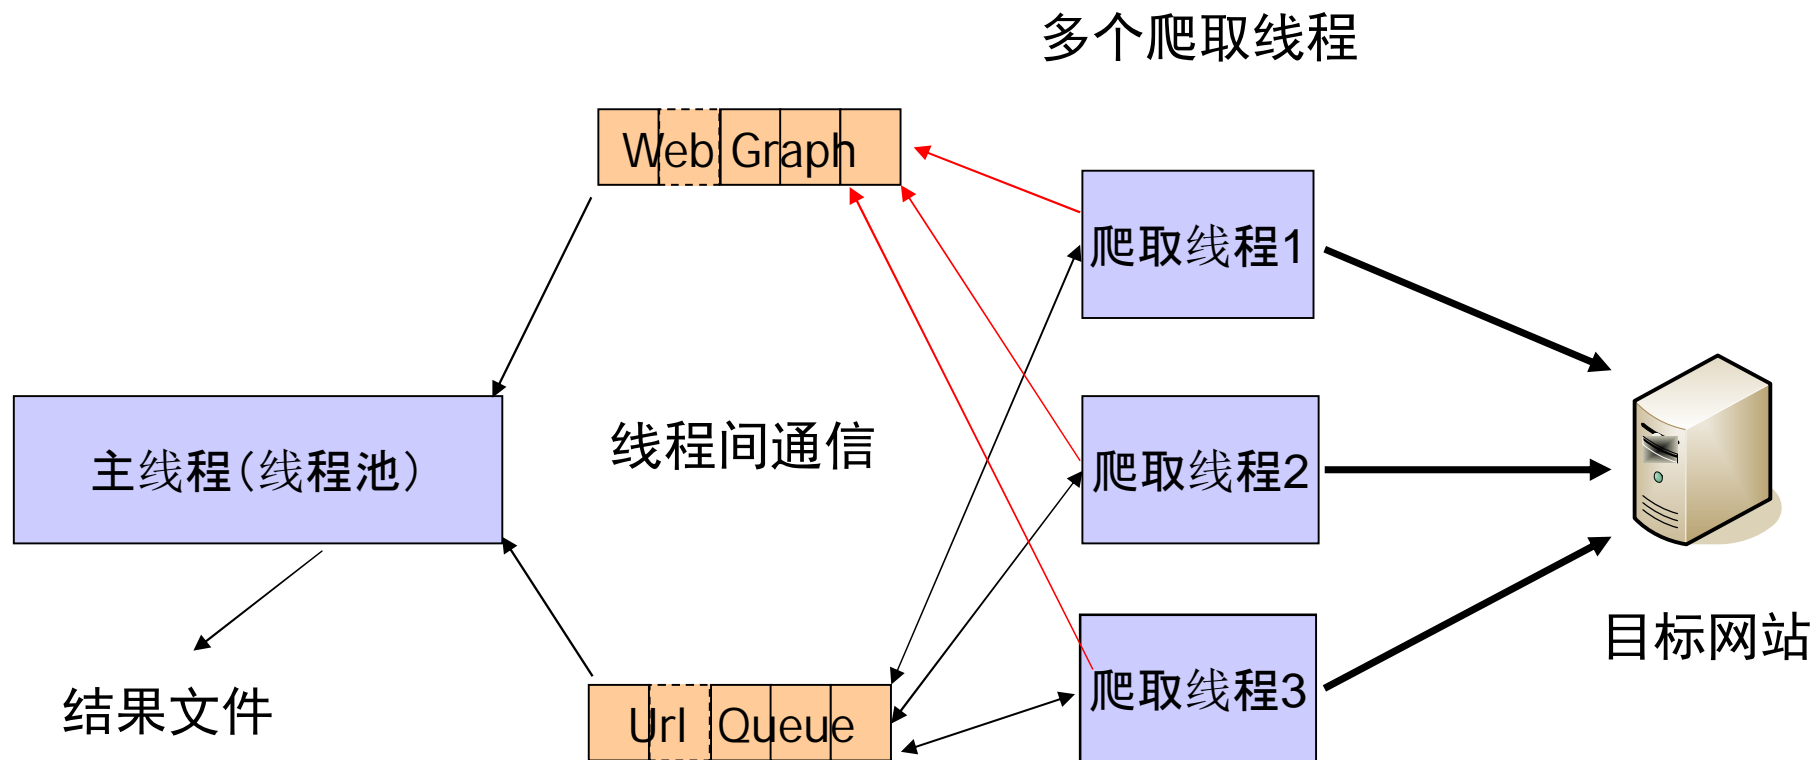 多个爬取线程
Web Graph
爬取线程1
线程间通信
主线程(线程池)
爬取线程2
目标网站
爬取线程3
结果文件
Url Queue